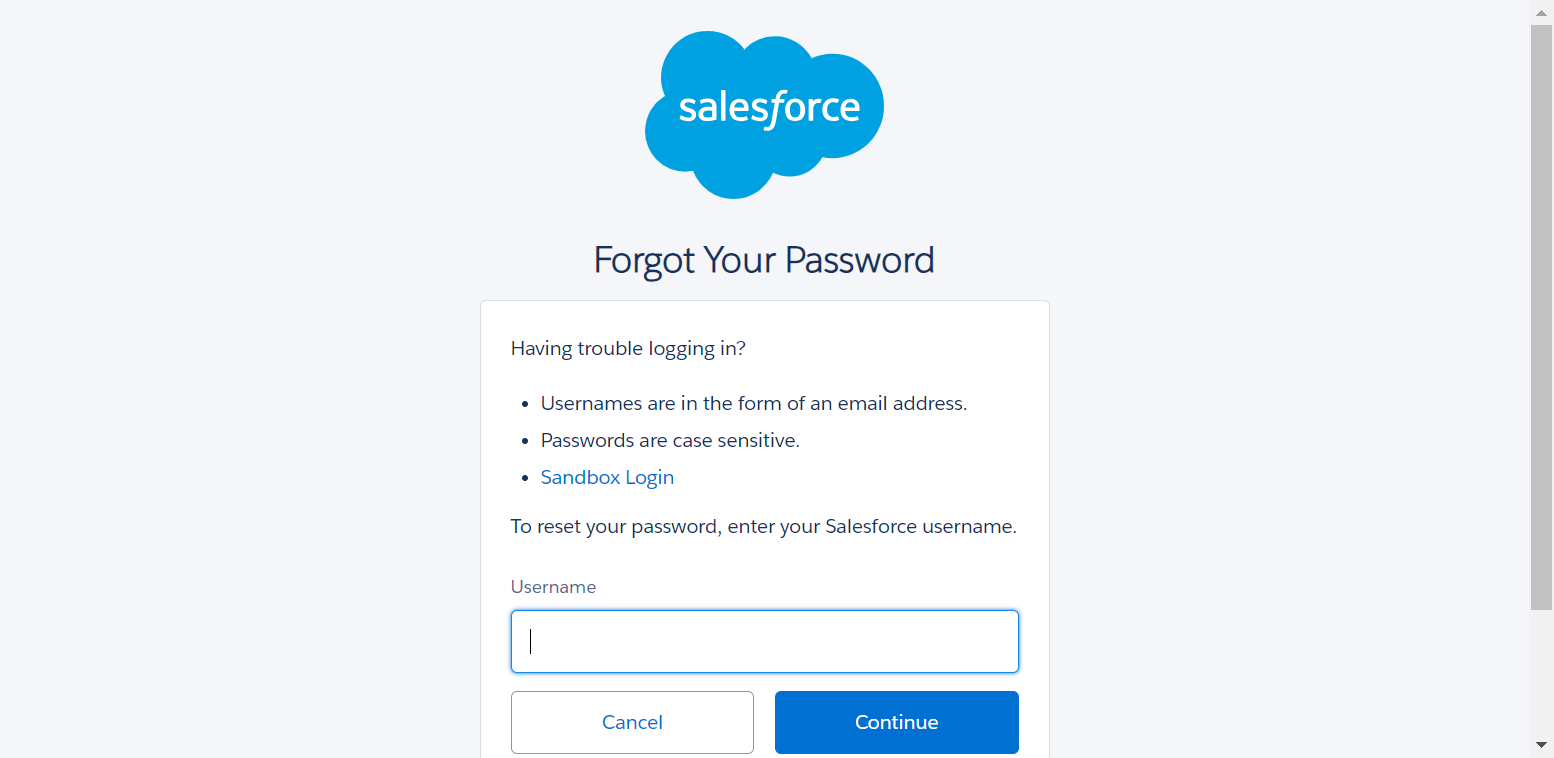 salesforce
Forgot Your Password
Having trouble logging in?
Usernames are in the form of an email address.
Passwords are case sensitive.
Sandbox Login
To reset your password, enter your Salesforce username.
Username
Cancel
Continue